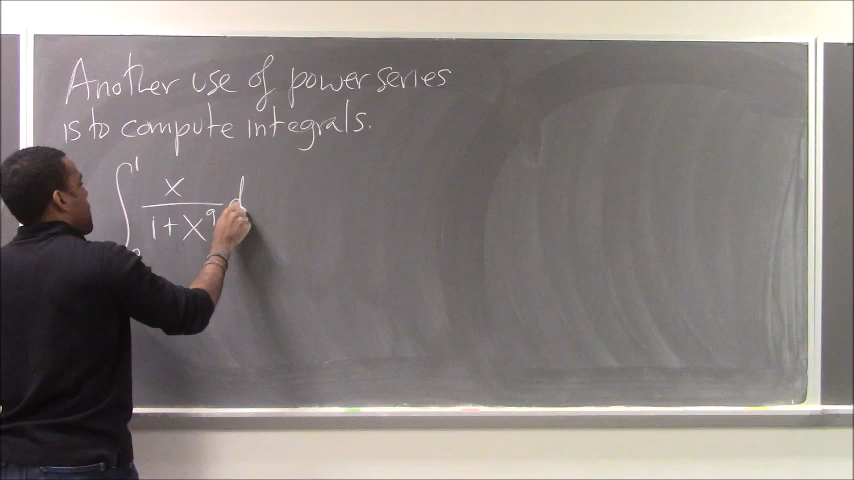 Another use of power series
is to compute integrals.
∫₀¹ x/(1+x⁹) d